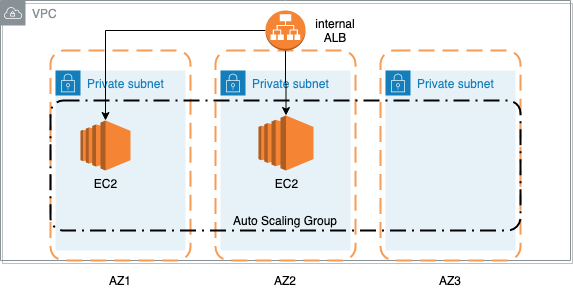 VPC
internal
ALB
Private subnet
Private subnet
Private subnet
EC2
EC2
Auto Scaling Group
AZ1
AZ2
AZ3